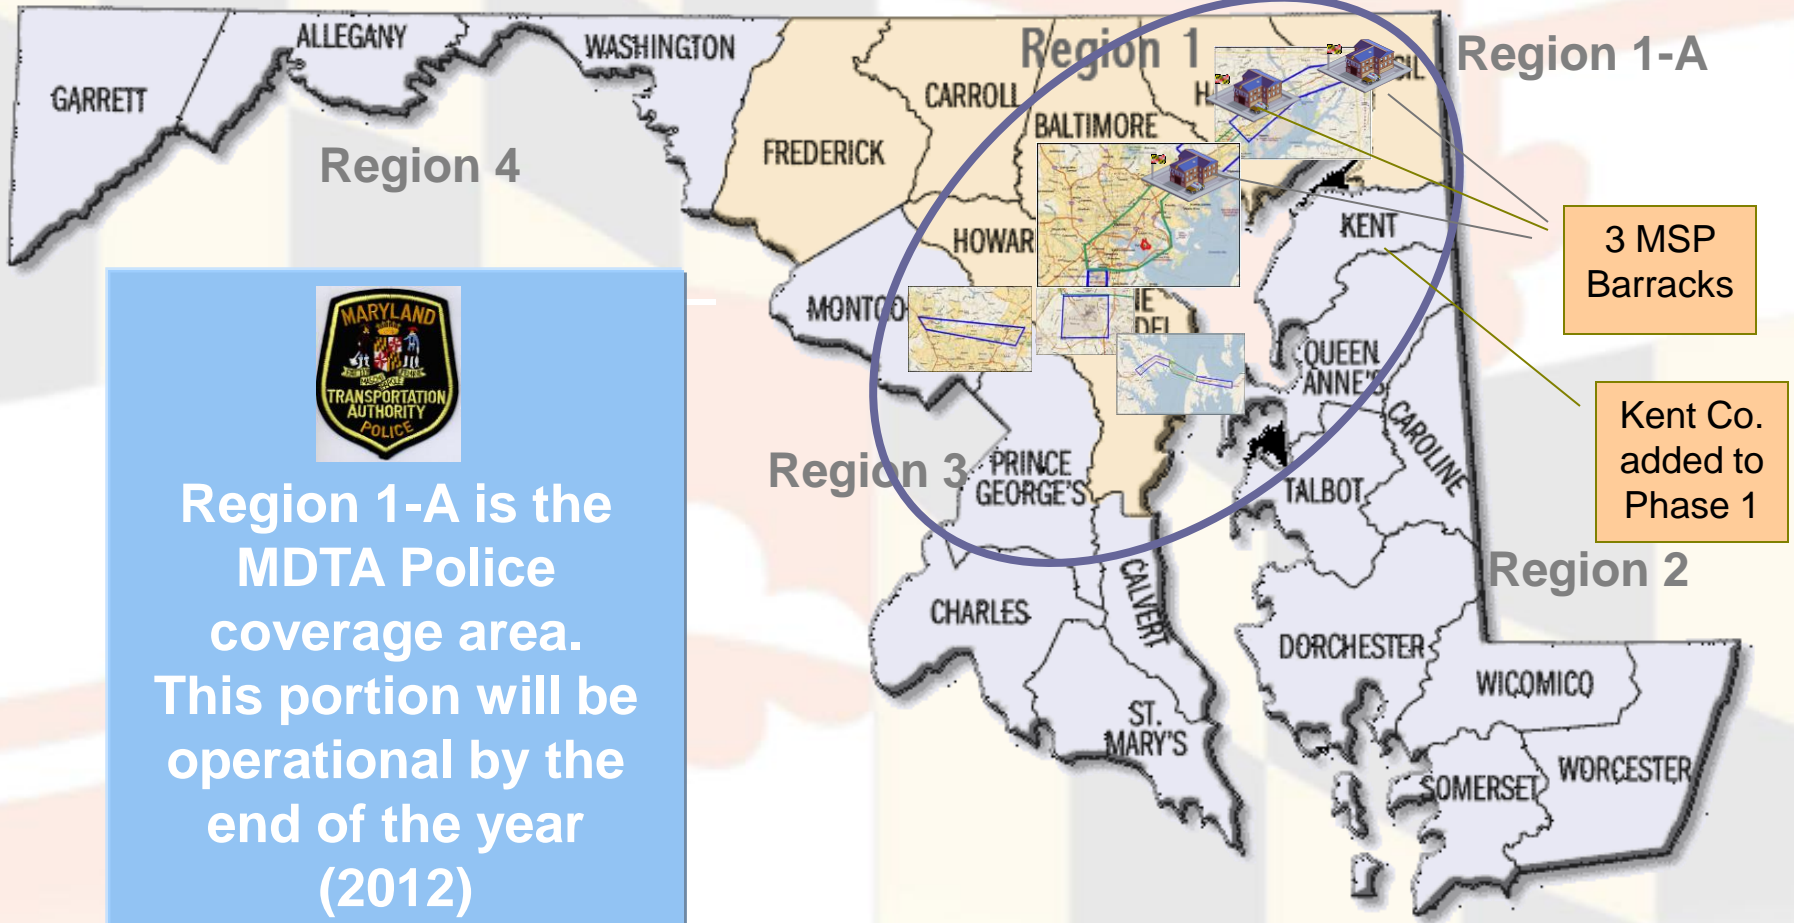 Region 1
Region 1-A
ALLEGANY
WASHINGTON
GARRETT
CARROLL
BALTIMORE
FREDERICK
Region 4
HOWAR
KENT
3 MSP
Barracks
MONTGO
QUEEN
ANNE'S
CAROLINE
Kent Co.
added to
Phase 1
MARYLAND
TRANSPORTATION
AUTHORITY
POLICE
Region 3
PRINCE
GEORGE'S
TALBOT
Region 1-A is the
MDTA Police
coverage area.
This portion will be
operational by the
end of the year
(2012)
Region 2
CHARLES
CALVERT
DORCHESTER
WICOMICO
ST.
MARY'S
SOMERSET
WORCESTER